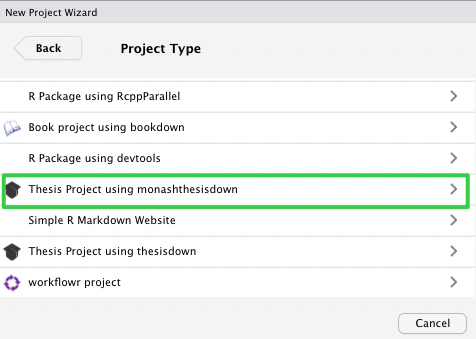 New Project Wizard
Back
Project Type
R Package using RcppParallel
Book project using bookdown
R Package using devtools
Thesis Project using monashthesisdown
Simple R Markdown Website
Thesis Project using thesisdown
workflowr project
Cancel